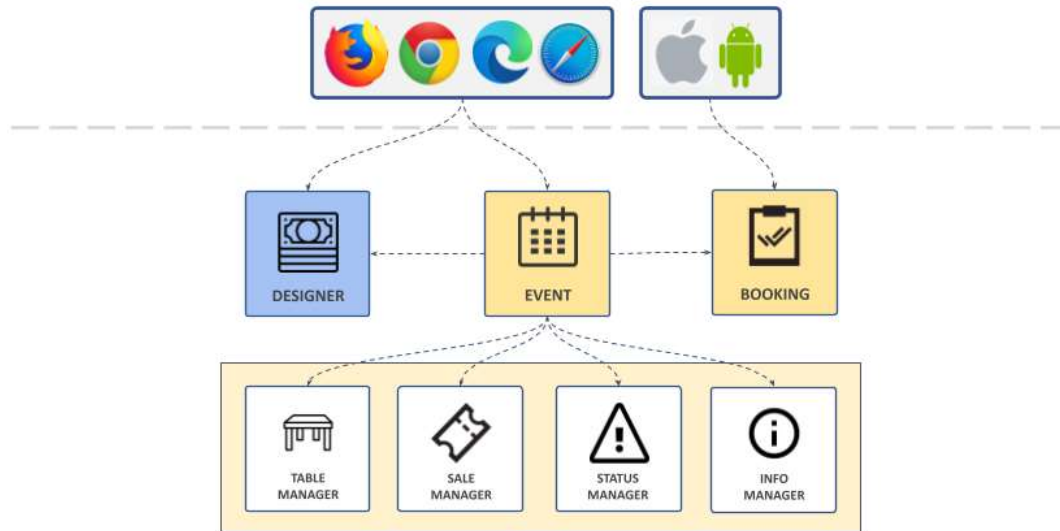 DESIGNER
EVENT
BOOKING
TABLE
MANAGER
SALE
MANAGER
STATUS
MANAGER
INFO
MANAGER